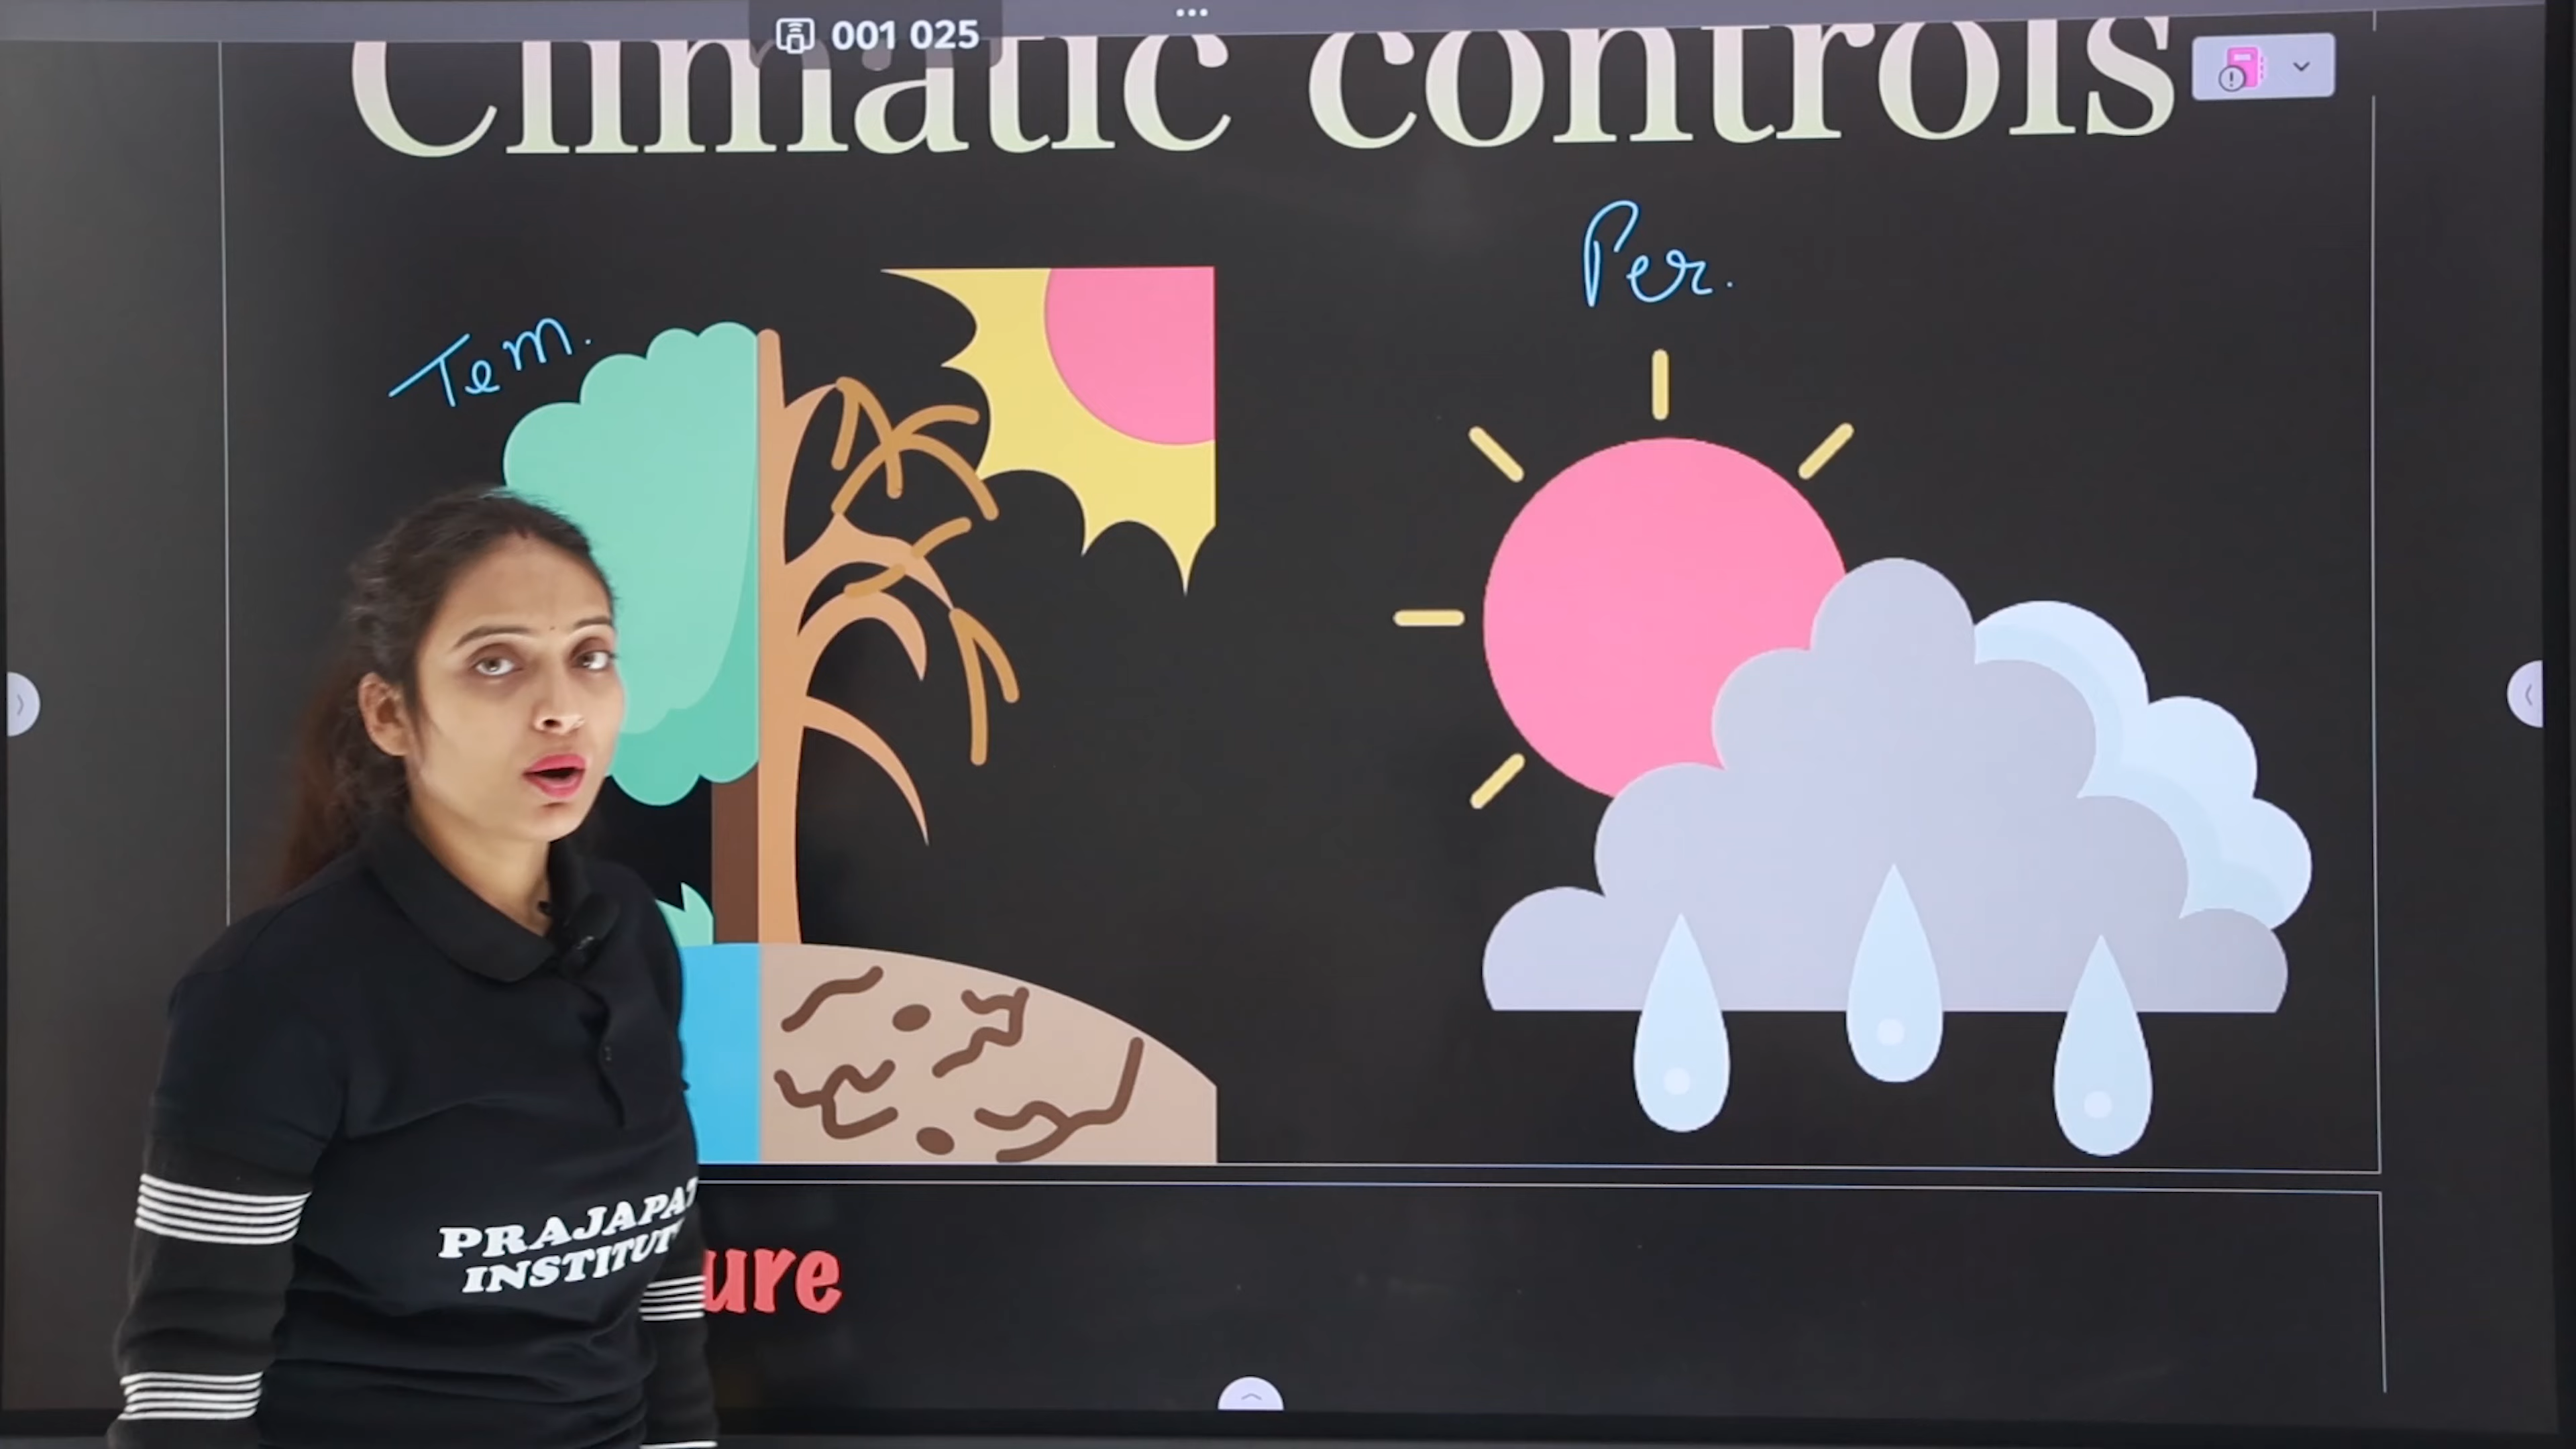 001 025
Climatic controls
Per.
Tem.
PRAJAPAT
INSTITUT
ure